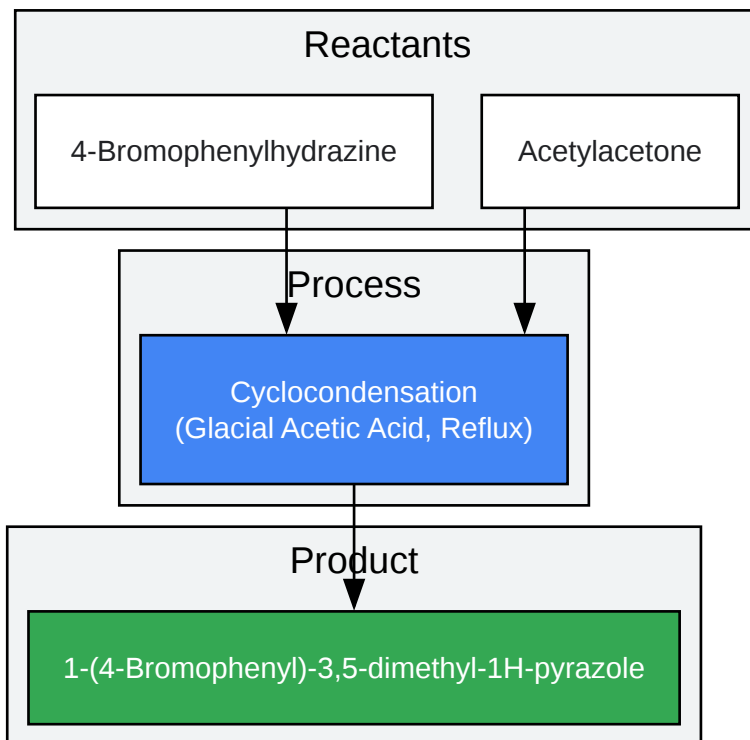 Reactants
4-Bromophenylhydrazine
Acetylacetone
Process
Cyclocondensation
(Glacial Acetic Acid, Reflux)
Product
1-(4-Bromophenyl)-3,5-dimethyl-1H-pyrazole